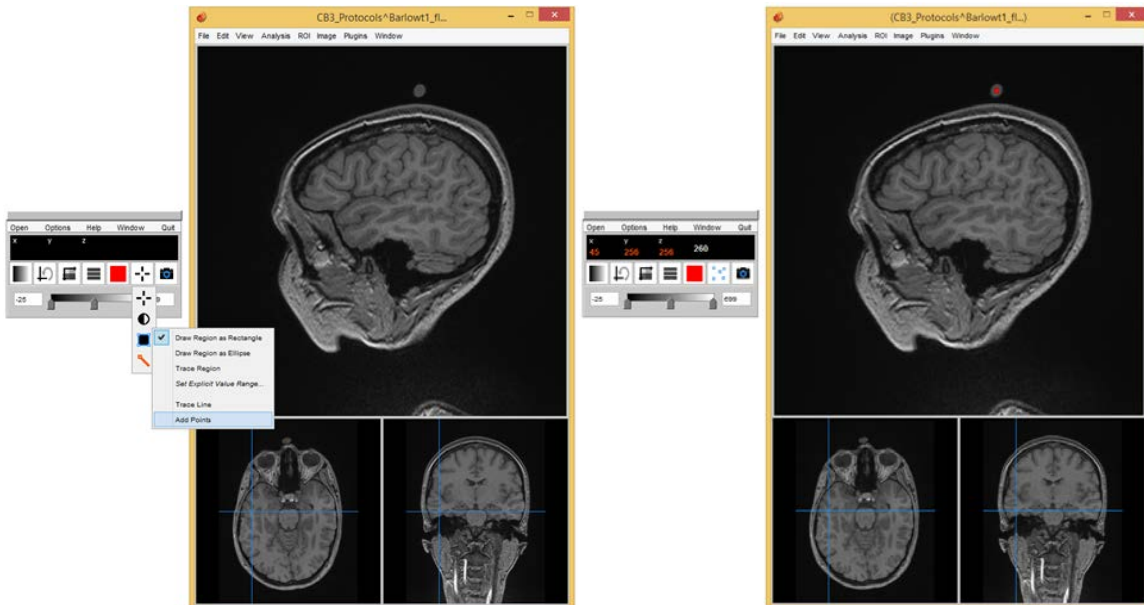 CB3_Protocols^Barlowt1_fl...
File Edit View Analysis ROI Image Plugins Window
Open Options Help Window Quit
x y z
-25 9
Draw Region as Rectangle
Draw Region as Ellipse
Trace Region
Set Explicit Value Range...
Trace Line
Add Points
(CB3_Protocols^Barlowt1_fl...)
File Edit View Analysis ROI Image Plugins Window
Open Options Help Window Quit
x y z
45 256 256 260
-25 699